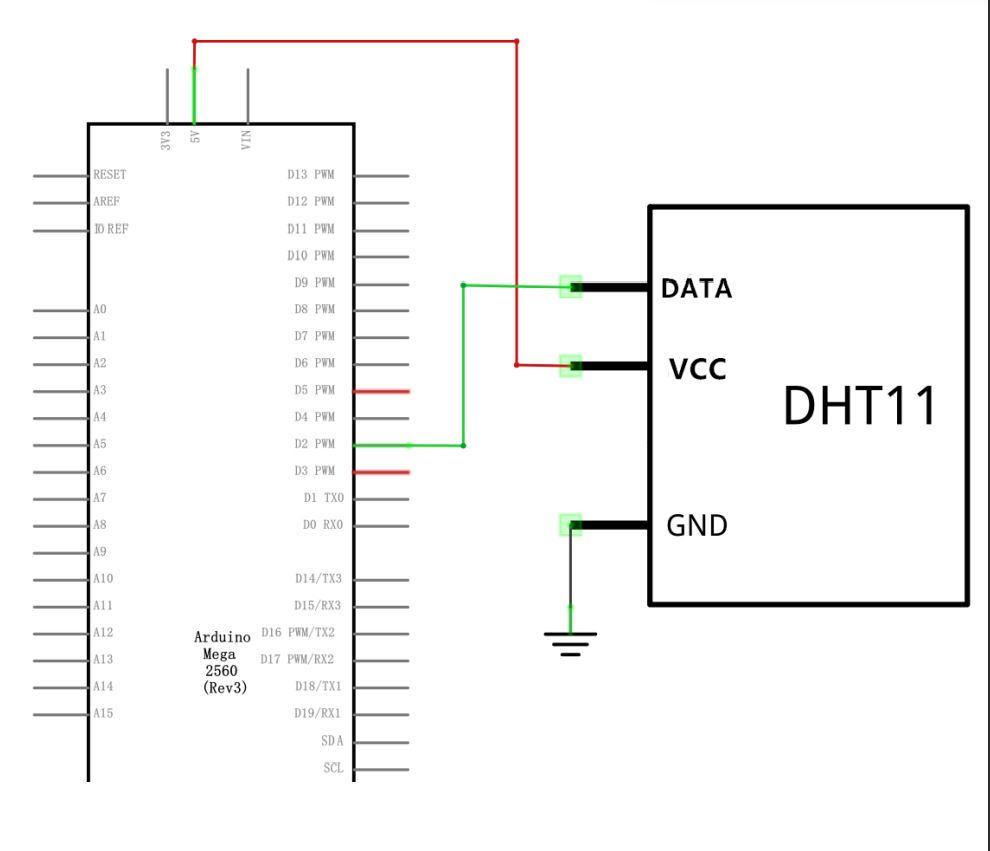 3V3
5V
VIN
RESET
AREF
IOREF
A0
A1
A2
A3
A4
A5
A6
A7
A8
A9
A10
A11
A12
A13
A14
A15
D13 PWM
D12 PWM
D11 PWM
D10 PWM
D9 PWM
D8 PWM
D7 PWM
D6 PWM
D5 PWM
D4 PWM
D2 PWM
D3 PWM
D1 TX0
D0 RX0
D14/TX3
D15/RX3
D16 PWM/TX2
D17 PWM/RX2
D18/TX1
D19/RX1
SDA
SCL
Arduino
Mega
2560
(Rev3)
DATA
VCC
DHT11
GND